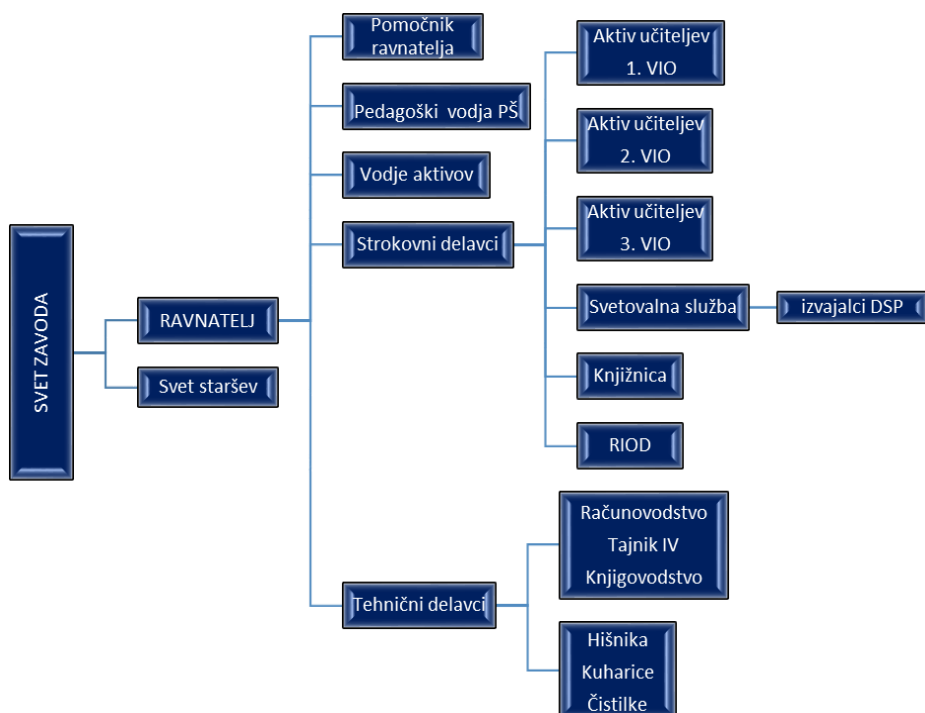 SVET ZAVODA
RAVNATELJ
Svet staršev
Pomočnik
ravnatelja
Pedagoški vodja PŠ
Vodje aktivov
Strokovni delavci
Tehnični delavci
Aktiv učiteljev
1. VIO
Aktiv učiteljev
2. VIO
Aktiv učiteljev
3. VIO
Svetovalna služba
izvajalci DSP
Knjižnica
RIOD
Računovodstvo
Tajnik IV
Knjigovodstvo
Hišnika
Kuharice
Čistilke